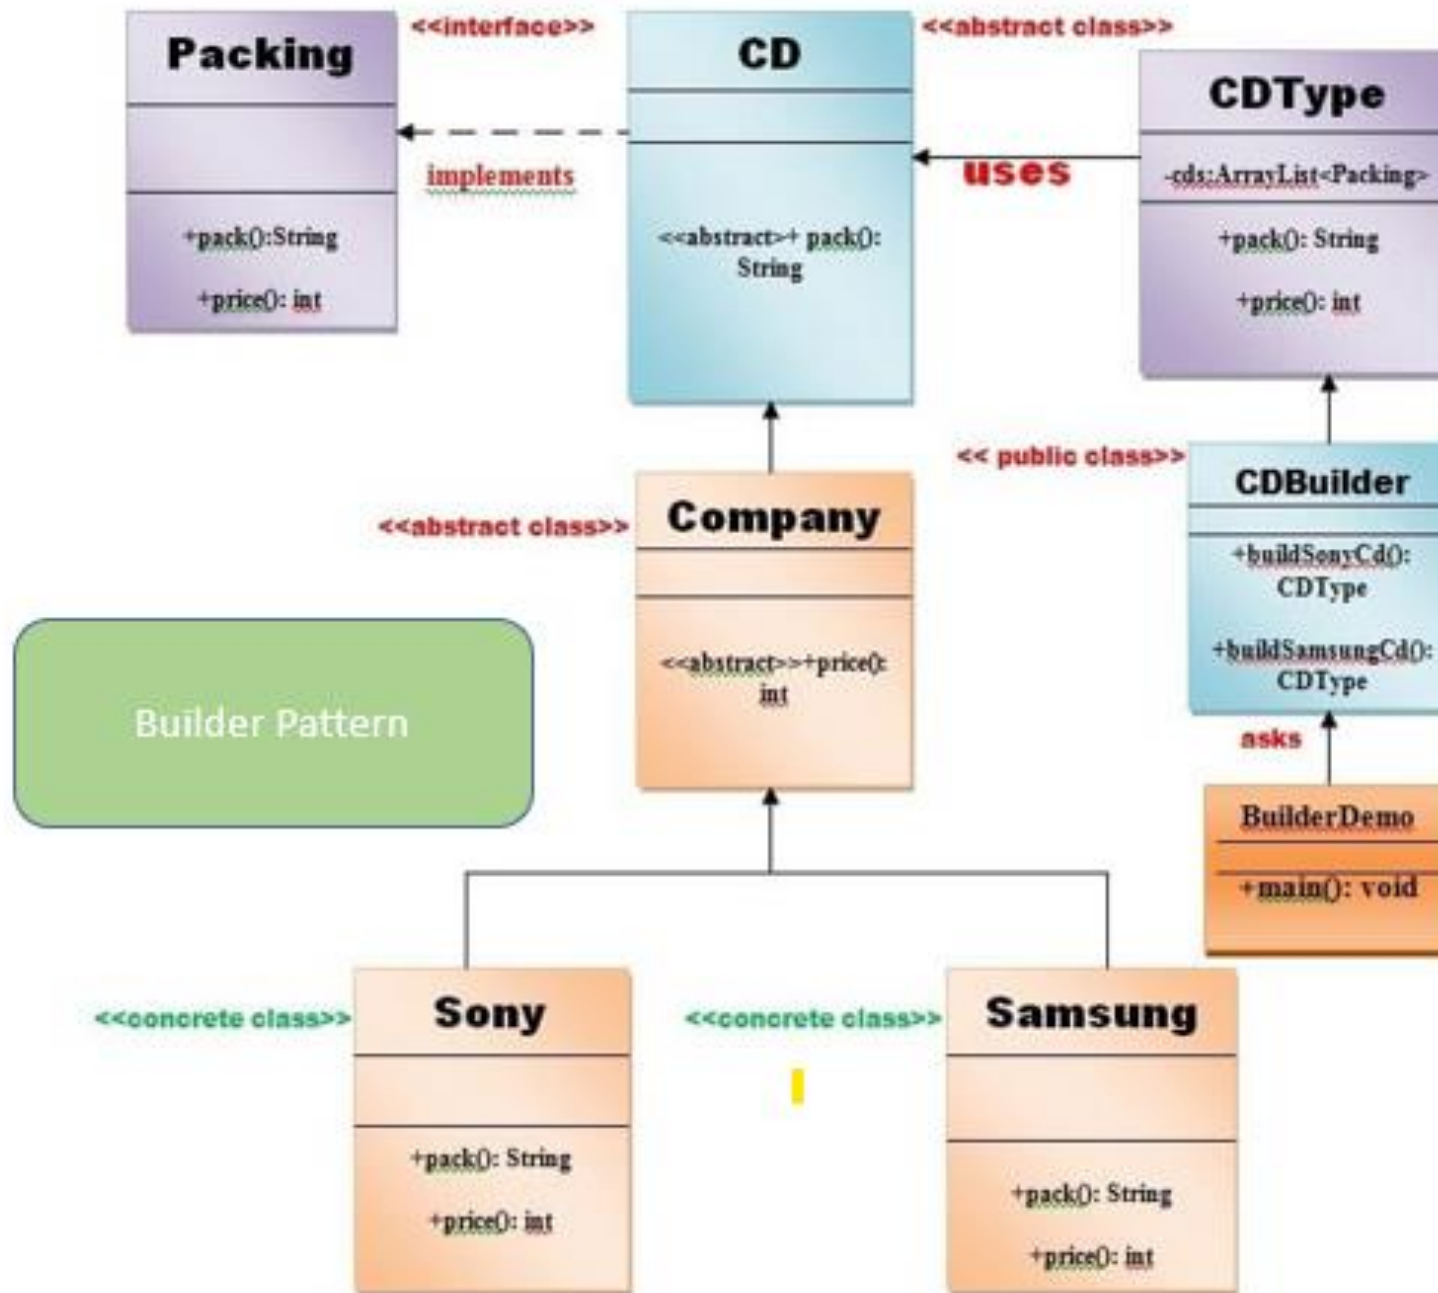 Packing
<<interface>>
+pack():String
+price(): int
implements
CD
<<abstract class>>
<<abstract>+ pack():
String
uses
CDType
-cds:ArrayList<Packing>
+pack(): String
+price(): int
<<abstract class>>
Company
<<abstract>>+price():
int
<< public class>>
CDBuilder
+buildSonyCd():
CDType
+buildSamsungCd():
CDType
asks
BuilderDemo
+main(): void
Builder Pattern
<<concrete class>>
Sony
+pack(): String
+price(): int
<<concrete class>>
Samsung
+pack(): String
+price(): int